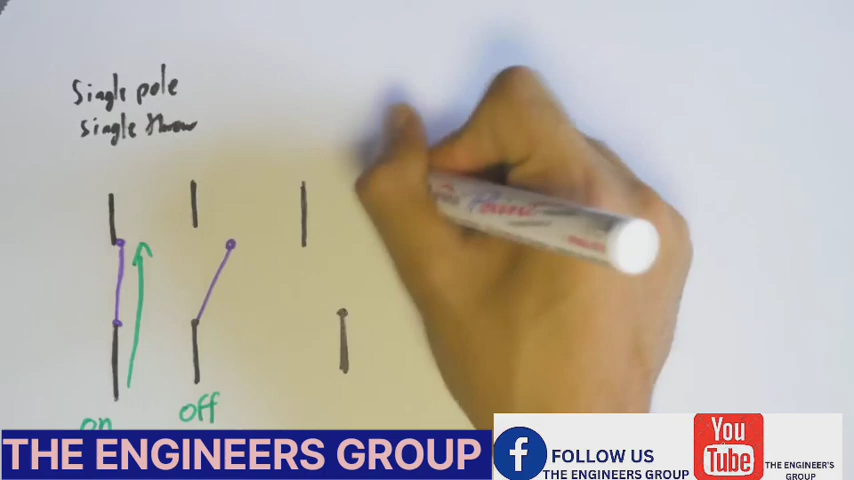 Single pole
single throw
on
off
THE ENGINEERS GROUP
FOLLOW US
THE ENGINEERS GROUP
You
Tube
THE ENGINEER'S
GROUP